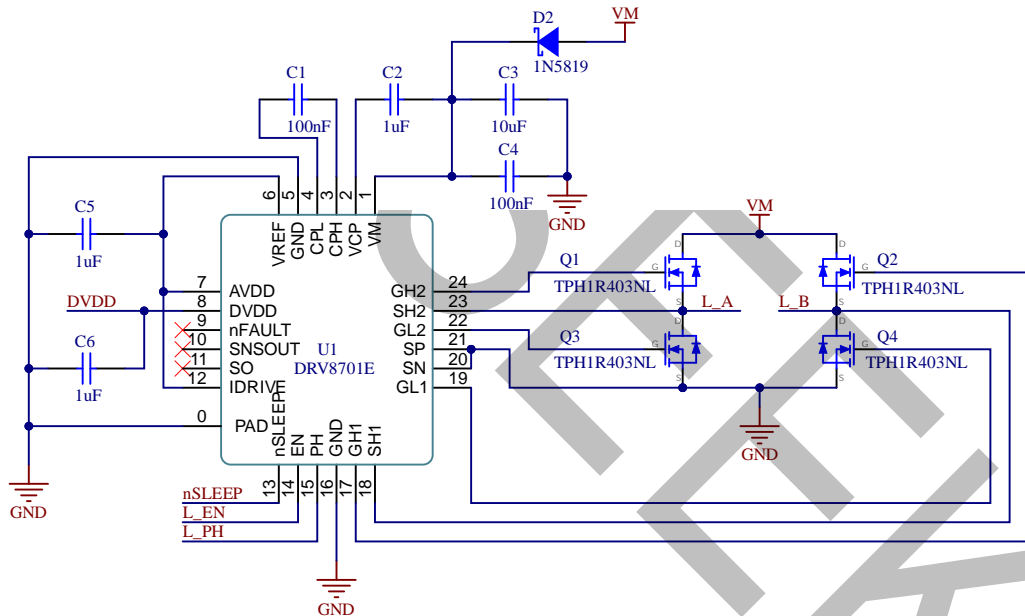 D2
VM
1N5819
C1
C2
C3
100nF
1uF
10uF
C4
100nF
GND
6 5 4 3 2 1
VREF GND CPL CPH VCP VM
C5
1uF
DVDD
C6
1uF
7 AVDD
8 DVDD
9 nFAULT
10 SNSOUT
11 SO
12 IDRIVE
0 PAD
U1
DRV8701E
GH2 24
SH2 23
GL2 22
SP 21
SN 20
GL1 19
nSLEEP EN PH GND GH1 SH1
13 14 15 16 17 18
GND
nSLEEP
L_EN
L_PH
GND
VM
Q1
D
G
S
TPH1R403NL
D
G
S
Q2
TPH1R403NL
L_A
L_B
Q3
D
G
S
TPH1R403NL
D
G
S
Q4
TPH1R403NL
GND